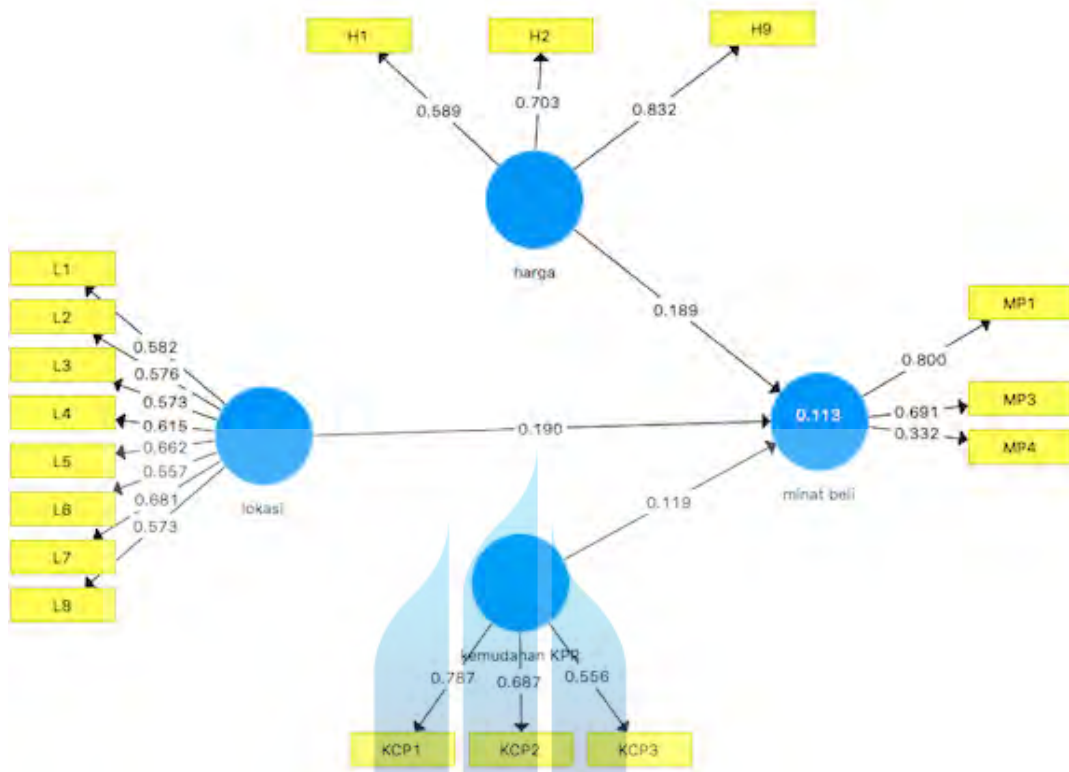 H1
H2
H9
0.589
0.703
0.832
harga
0.189
L1
L2
L3
L4
L5
L6
L7
L8
0.582
0.576
0.573
0.615
0.662
0.557
0.681
0.573
lokasi
0.190
0.113
minat beli
0.800
0.691
0.332
MP1
MP3
MP4
0.119
kemudahan KPR
0.787
0.687
0.556
KCP1
KCP2
KCP3